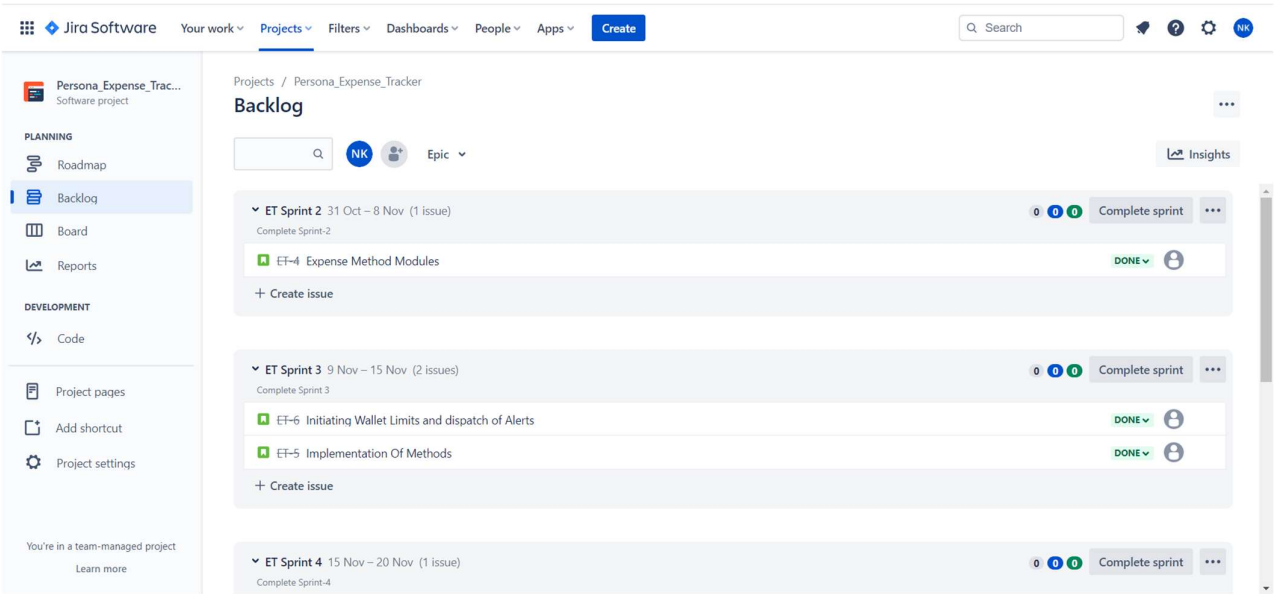 Jira Software Your work Projects Filters Dashboards People Apps Create Search NK
Persona_Expense_Trac...
Software project
PLANNING
Roadmap
Backlog
Board
Reports
DEVELOPMENT
Code
Project pages
Add shortcut
Project settings
You're in a team-managed project
Learn more
Projects / Persona_Expense_Tracker
Backlog
NK Epic Insights
ET Sprint 2 31 Oct – 8 Nov (1 issue) 0 0 0 Complete sprint
Complete Sprint-2
ET-4 Expense Method Modules DONE
+ Create issue
ET Sprint 3 9 Nov – 15 Nov (2 issues) 0 0 0 Complete sprint
Complete Sprint 3
ET-6 Initiating Wallet Limits and dispatch of Alerts DONE
ET-5 Implementation Of Methods DONE
+ Create issue
ET Sprint 4 15 Nov – 20 Nov (1 issue) 0 0 0 Complete sprint
Complete Sprint-4